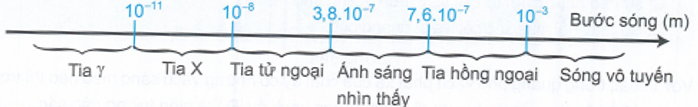 10⁻¹¹ 10⁻⁸ 3,8.10⁻⁷ 7,6.10⁻⁷ 10⁻³ Bước sóng (m)
Tia γ Tia X Tia tử ngoại Ánh sáng Tia hồng ngoại Sóng vô tuyến
nhìn thấy